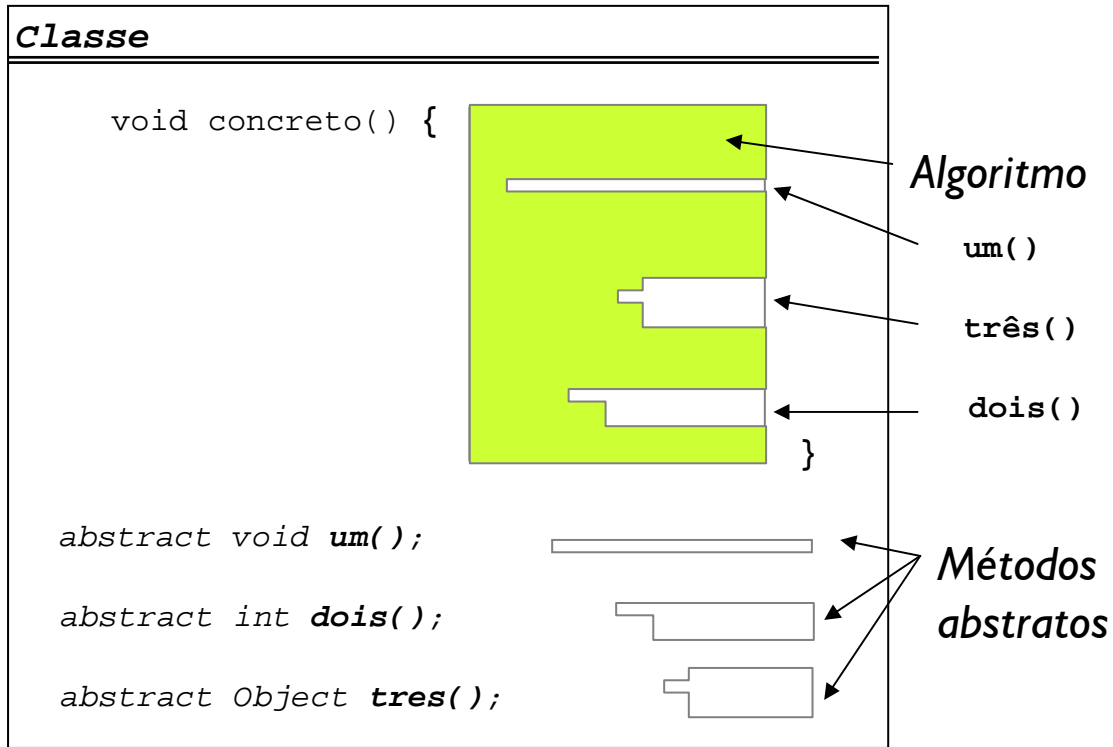 Classe
void concreto() {
Algoritmo
um()
três()
dois()
}
abstract void um();
abstract int dois();
abstract Object tres();
Métodos
abstratos